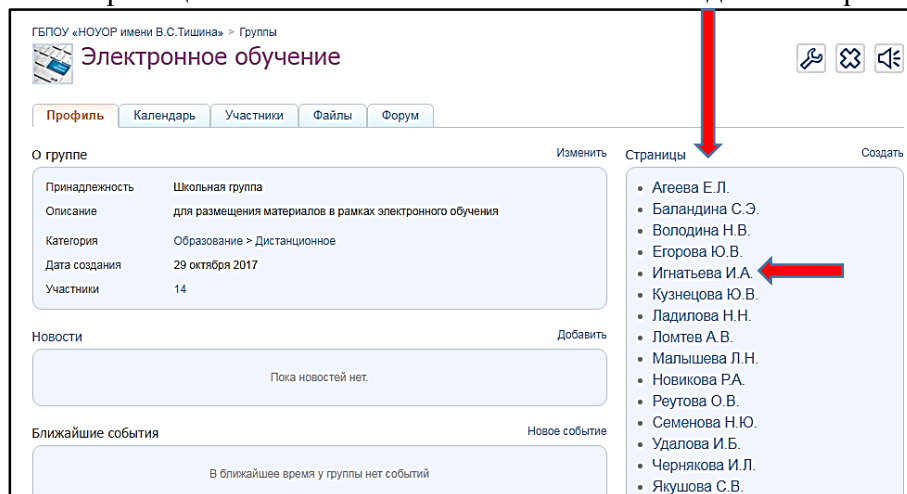 ГБПОУ «НОУОР имени В.С.Тишина» > Группы
Электронное обучение
Профиль Календарь Участники Файлы Форум
О группе Изменить
Принадлежность Школьная группа
Описание для размещения материалов в рамках электронного обучения
Категория Образование > Дистанционное
Дата создания 29 октября 2017
Участники 14
Новости Добавить
Пока новостей нет.
Ближайшие события Новое событие
В ближайшее время у группы нет событий
Страницы Создать
Агеева Е.Л.
Баландина С.Э.
Володина Н.В.
Егорова Ю.В.
Игнатьева И.А.
Кузнецова Ю.В.
Ладилова Н.Н.
Ломтев А.В.
Малышева Л.Н.
Новикова Р.А.
Реутова О.В.
Семенова Н.Ю.
Удалова И.Б.
Чернякова И.Л.
Якушова С.В.